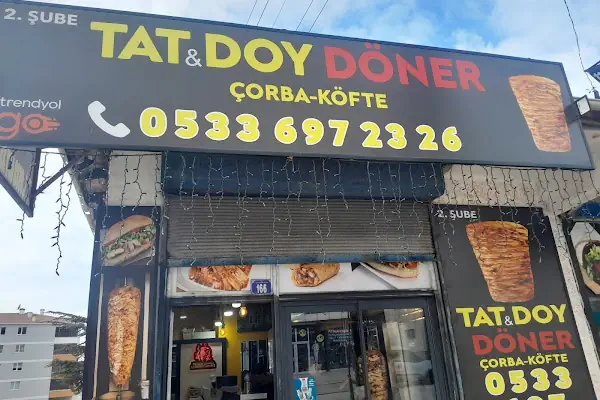 2. ŞUBE
TAT&DOY DÖNER
ÇORBA-KÖFTE
trendyol
go
0533 697 23 26
166
2. ŞUBE
TAT&DOY
DÖNER
ÇORBA-KÖFTE
0533